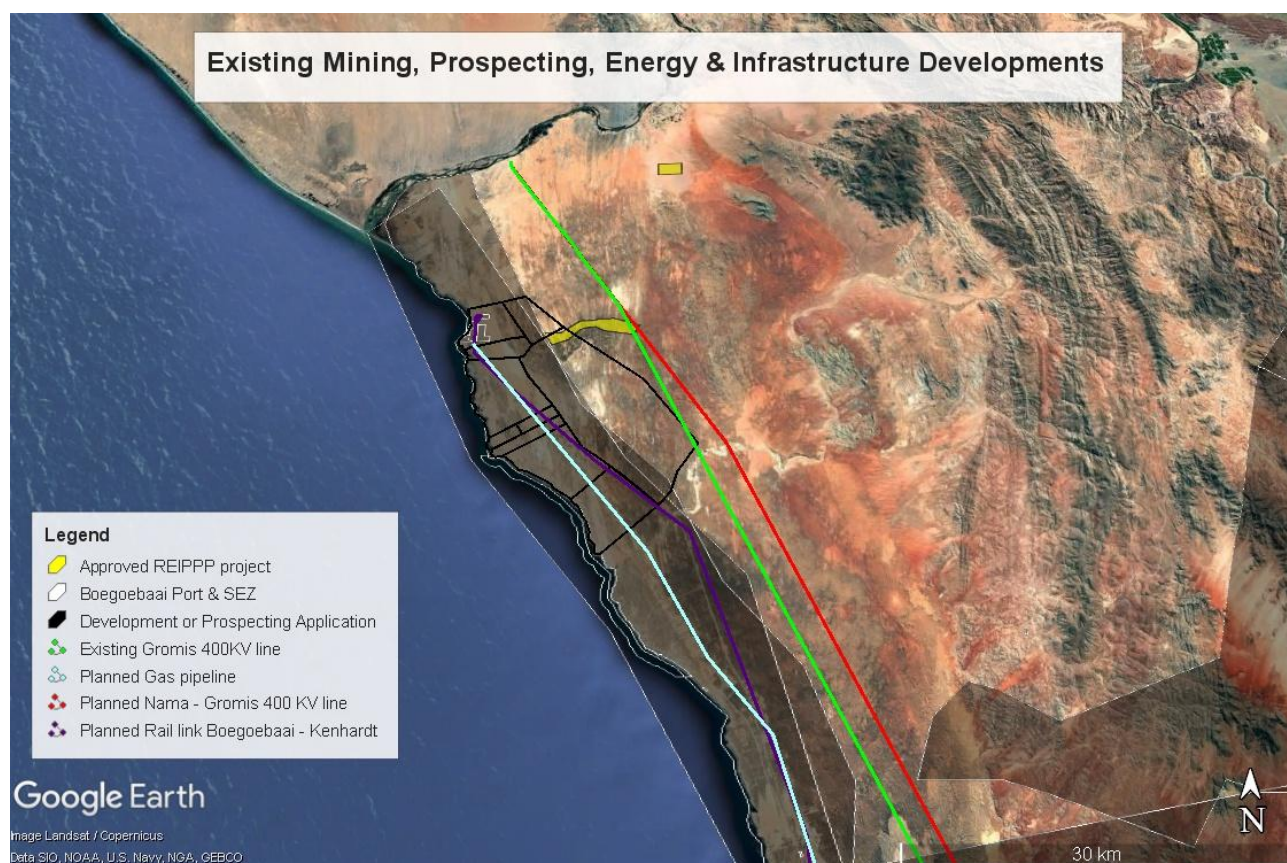 Existing Mining, Prospecting, Energy & Infrastructure Developments
Legend
Approved REIPPP project
Boegoebaai Port & SEZ
Development or Prospecting Application
Existing Gromis 400KV line
Planned Gas pipeline
Planned Nama - Gromis 400 KV line
Planned Rail link Boegoebaai - Kenhardt
Google Earth
Image Landsat / Copernicus
Data SIO, NOAA, U.S. Navy, NGA, GEBCO
N
30 km